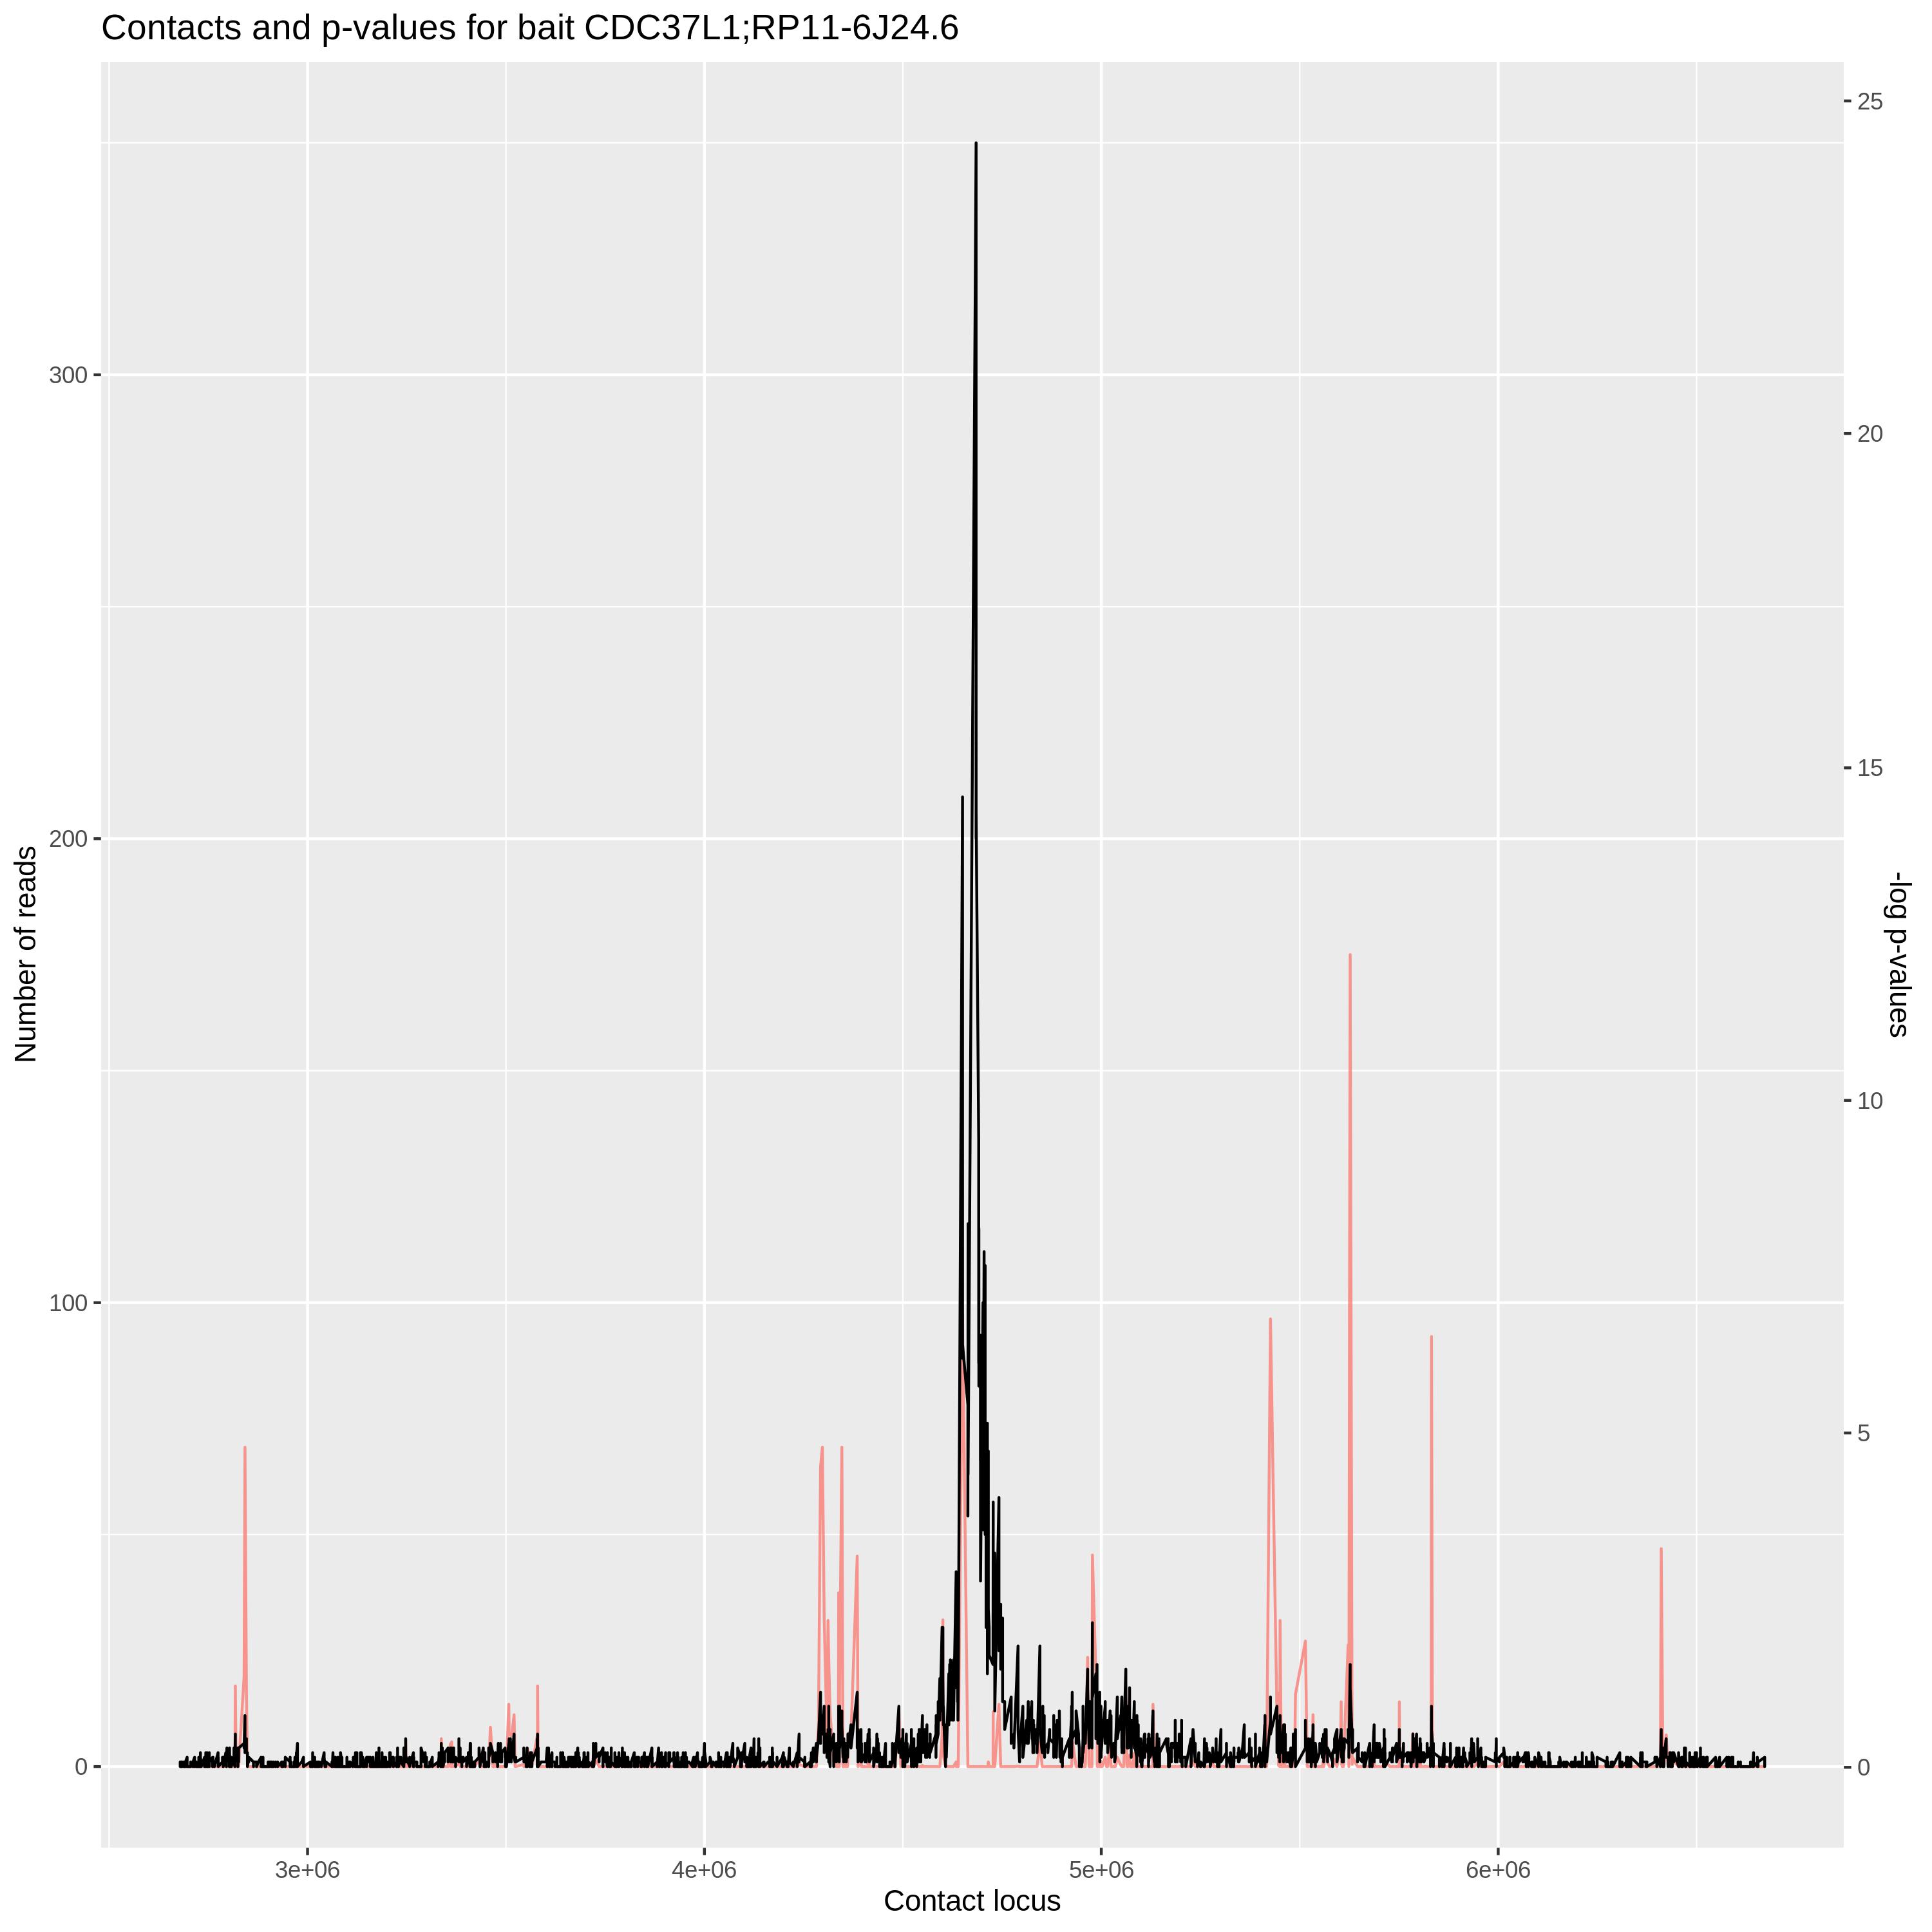 Contacts and p-values for bait CDC37L1;RP11-6J24.6
Number of reads
300
200
100
0
25
20
15
10
5
0
-log p-values
3e+06
4e+06
5e+06
6e+06
Contact locus